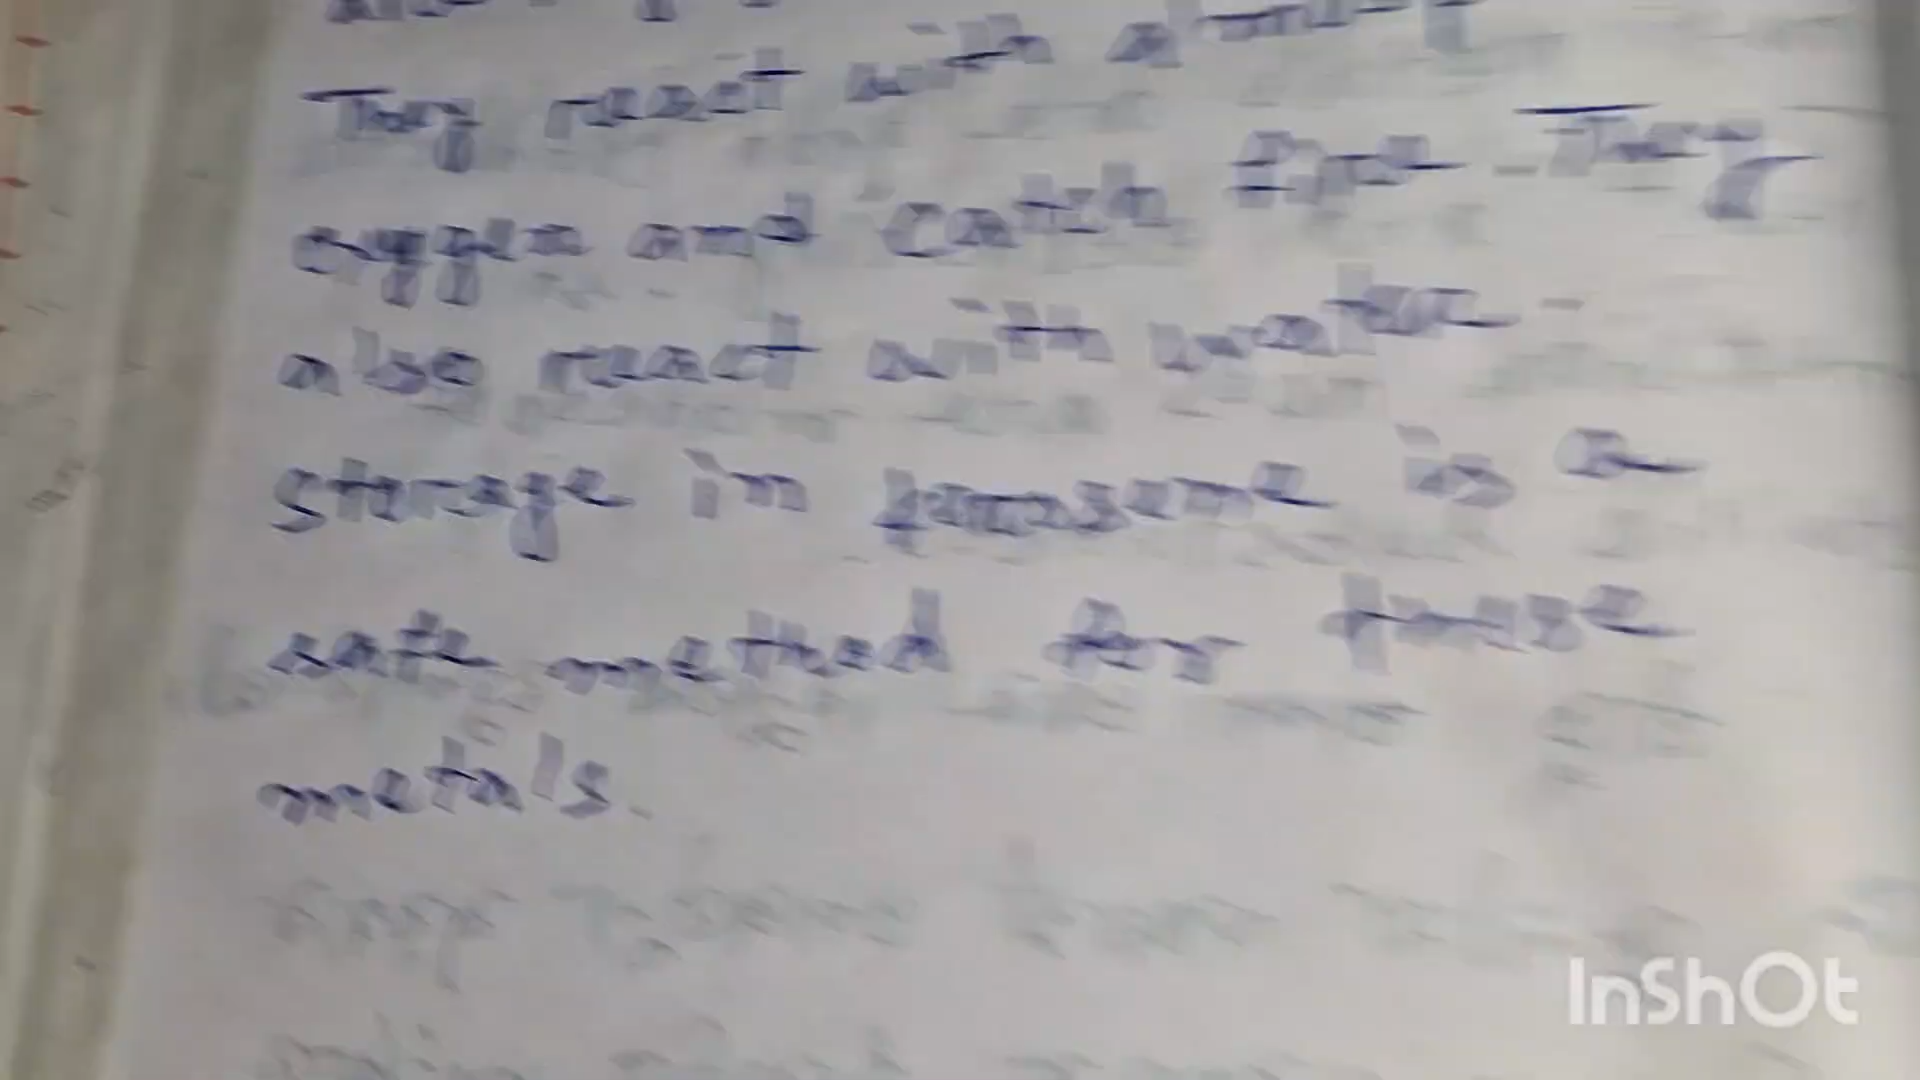 They react with
oxygen and catch fire. They
also react with water.
storage in kerosene is a
safe method for these
metals.
InShOt